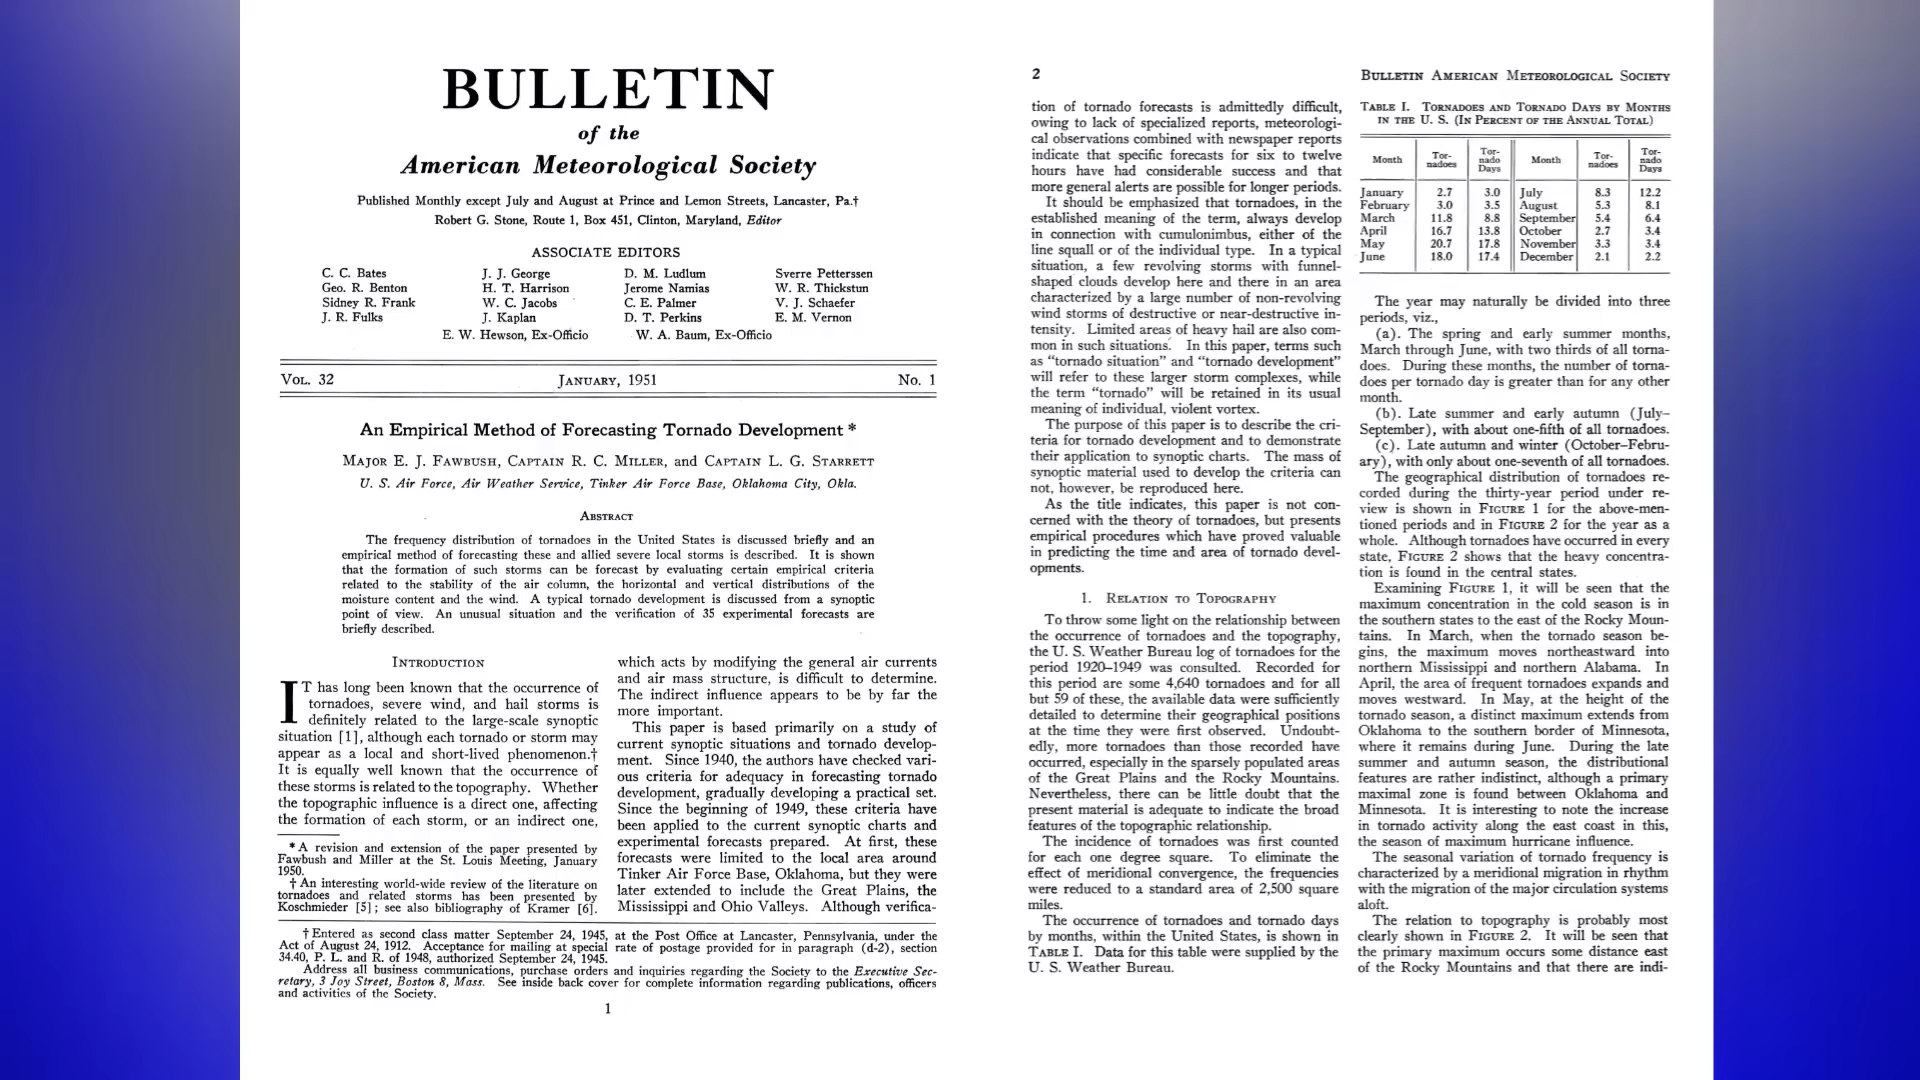 BULLETIN
of the
American Meteorological Society
Published Monthly except July and August at Prince and Lemon Streets, Lancaster, Pa.†
Robert G. Stone, Route 1, Box 451, Clinton, Maryland, Editor
ASSOCIATE EDITORS
C. C. Bates J. J. George D. M. Ludlum Sverre Petterssen
Geo. R. Benton H. T. Harrison Jerome Namias W. R. Thickstun
Sidney R. Frank W. C. Jacobs C. E. Palmer V. J. Schaefer
J. R. Fulks J. Kaplan D. T. Perkins E. M. Vernon
E. W. Hewson, Ex-Officio W. A. Baum, Ex-Officio
VOL. 32 JANUARY, 1951 No. 1
An Empirical Method of Forecasting Tornado Development *
MAJOR E. J. FAWBUSH, CAPTAIN R. C. MILLER, and CAPTAIN L. G. STARRETT
U. S. Air Force, Air Weather Service, Tinker Air Force Base, Oklahoma City, Okla.
ABSTRACT
The frequency distribution of tornadoes in the United States is discussed briefly and an
empirical method of forecasting these and allied severe local storms is described. It is shown
that the formation of such storms can be forecast by evaluating certain empirical criteria
related to the stability of the air column, the horizontal and vertical distributions of the
moisture content and the wind. A typical tornado development is discussed from a synoptic
point of view. An unusual situation and the verification of 35 experimental forecasts are
briefly described.
INTRODUCTION
IT has long been known that the occurrence of
tornadoes, severe wind, and hail storms is
definitely related to the large-scale synoptic
situation [1], although each tornado or storm may
appear as a local and short-lived phenomenon.†
It is equally well known that the occurrence of
these storms is related to the topography. Whether
the topographic influence is a direct one, affecting
the formation of each storm, or an indirect one,
* A revision and extension of the paper presented by
Fawbush and Miller at the St. Louis Meeting, January
1950.
† An interesting world-wide review of the literature on
tornadoes and related storms has been presented by
Koschmieder [5]; see also bibliography of Kramer [6].
which acts by modifying the general air currents
and air mass structure, is difficult to determine.
The indirect influence appears to be by far the
more important.
This paper is based primarily on a study of
current synoptic situations and tornado develop-
ment. Since 1940, the authors have checked vari-
ous criteria for adequacy in forecasting tornado
development, gradually developing a practical set.
Since the beginning of 1949, these criteria have
been applied to the current synoptic charts and
experimental forecasts prepared. At first, these
forecasts were limited to the local area around
Tinker Air Force Base, Oklahoma, but they were
later extended to include the Great Plains, the
Mississippi and Ohio Valleys. Although verifica-
† Entered as second class matter September 24, 1945, at the Post Office at Lancaster, Pennsylvania, under the
Act of August 24, 1912. Acceptance for mailing at special rate of postage provided for in paragraph (d-2), section
34.40, P. L. and R. of 1948, authorized September 24, 1945.
Address all business communications, purchase orders and inquiries regarding the Society to the Executive Sec-
retary, 3 Joy Street, Boston 8, Mass. See inside back cover for complete information regarding publications, officers
and activities of the Society.
1
2 BULLETIN AMERICAN METEOROLOGICAL SOCIETY
tion of tornado forecasts is admittedly difficult,
owing to lack of specialized reports, meteorologi-
cal observations combined with newspaper reports
indicate that specific forecasts for six to twelve
hours have had considerable success and that
more general alerts are possible for longer periods.
It should be emphasized that tornadoes, in the
established meaning of the term, always develop
in connection with cumulonimbus, either of the
line squall or of the individual type. In a typical
situation, a few revolving storms with funnel-
shaped clouds develop here and there in an area
characterized by a large number of non-revolving
wind storms of destructive or near-destructive in-
tensity. Limited areas of heavy hail are also com-
mon in such situations. In this paper, terms such
as "tornado situation" and "tornado development"
will refer to these larger storm complexes, while
the term "tornado" will be retained in its usual
meaning of individual, violent vortex.
The purpose of this paper is to describe the cri-
teria for tornado development and to demonstrate
their application to synoptic charts. The mass of
synoptic material used to develop the criteria can
not, however, be reproduced here.
As the title indicates, this paper is not con-
cerned with the theory of tornadoes, but presents
empirical procedures which have proved valuable
in predicting the time and area of tornado devel-
opments.
1. RELATION TO TOPOGRAPHY
To throw some light on the relationship between
the occurrence of tornadoes and the topography,
the U. S. Weather Bureau log of tornadoes for the
period 1920–1949 was consulted. Recorded for
this period are some 4,640 tornadoes and for all
but 59 of these, the available data were sufficiently
detailed to determine their geographical positions
at the time they were first observed. Undoubt-
edly, more tornadoes than those recorded have
occurred, especially in the sparsely populated areas
of the Great Plains and the Rocky Mountains.
Nevertheless, there can be little doubt that the
present material is adequate to indicate the broad
features of the topographic relationship.
The incidence of tornadoes was first counted
for each one degree square. To eliminate the
effect of meridional convergence, the frequencies
were reduced to a standard area of 2,500 square
miles.
The occurrence of tornadoes and tornado days
by months, within the United States, is shown in
TABLE I. Data for this table were supplied by the
U. S. Weather Bureau.
TABLE I. TORNADOES AND TORNADO DAYS BY MONTHS
IN THE U. S. (IN PERCENT OF THE ANNUAL TOTAL)
Month Tor-nadoes Tor-nado Days Month Tor-nadoes Tor-nado Days
January 2.7 3.0 July 8.3 12.2
February 3.0 3.5 August 5.3 8.1
March 11.8 8.8 September 5.4 6.4
April 16.7 13.8 October 2.7 3.4
May 20.7 17.8 November 3.3 3.4
June 18.0 17.4 December 2.1 2.2
The year may naturally be divided into three
periods, viz.,
(a). The spring and early summer months,
March through June, with two thirds of all torna-
does. During these months, the number of torna-
does per tornado day is greater than for any other
month.
(b). Late summer and early autumn (July–
September), with about one-fifth of all tornadoes.
(c). Late autumn and winter (October–Febru-
ary), with only about one-seventh of all tornadoes.
The geographical distribution of tornadoes re-
corded during the thirty-year period under re-
view is shown in FIGURE 1 for the above-men-
tioned periods and in FIGURE 2 for the year as a
whole. Although tornadoes have occurred in every
state, FIGURE 2 shows that the heavy concentra-
tion is found in the central states.
Examining FIGURE 1, it will be seen that the
maximum concentration in the cold season is in
the southern states to the east of the Rocky Moun-
tains. In March, when the tornado season be-
gins, the maximum moves northeastward into
northern Mississippi and northern Alabama. In
April, the area of frequent tornadoes expands and
moves westward. In May, at the height of the
tornado season, a distinct maximum extends from
Oklahoma to the southern border of Minnesota,
where it remains during June. During the late
summer and autumn season, the distributional
features are rather indistinct, although a primary
maximal zone is found between Oklahoma and
Minnesota. It is interesting to note the increase
in tornado activity along the east coast in this,
the season of maximum hurricane influence.
The seasonal variation of tornado frequency is
characterized by a meridional migration in rhythm
with the migration of the major circulation systems
aloft.
The relation to topography is probably most
clearly shown in FIGURE 2. It will be seen that
the primary maximum occurs some distance east
of the Rocky Mountains and that there are indi-